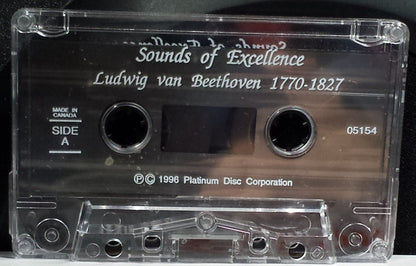 Sounds of Excellence
Ludwig van Beethoven 1770-1827
MADE IN
CANADA
SIDE
A
05154
℗© 1996 Platinum Disc Corporation